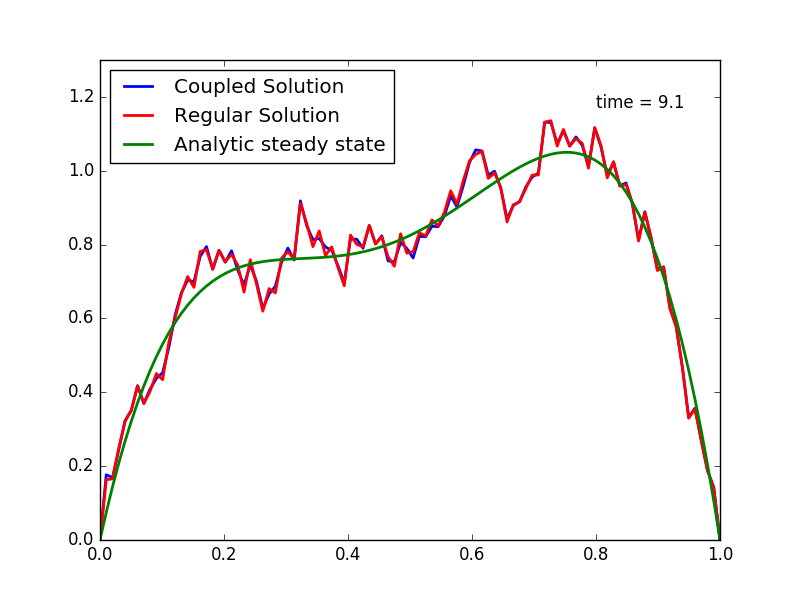 Coupled Solution
Regular Solution
Analytic steady state
time = 9.1
1.2
1.0
0.8
0.6
0.4
0.2
0.0
0.0 0.2 0.4 0.6 0.8 1.0